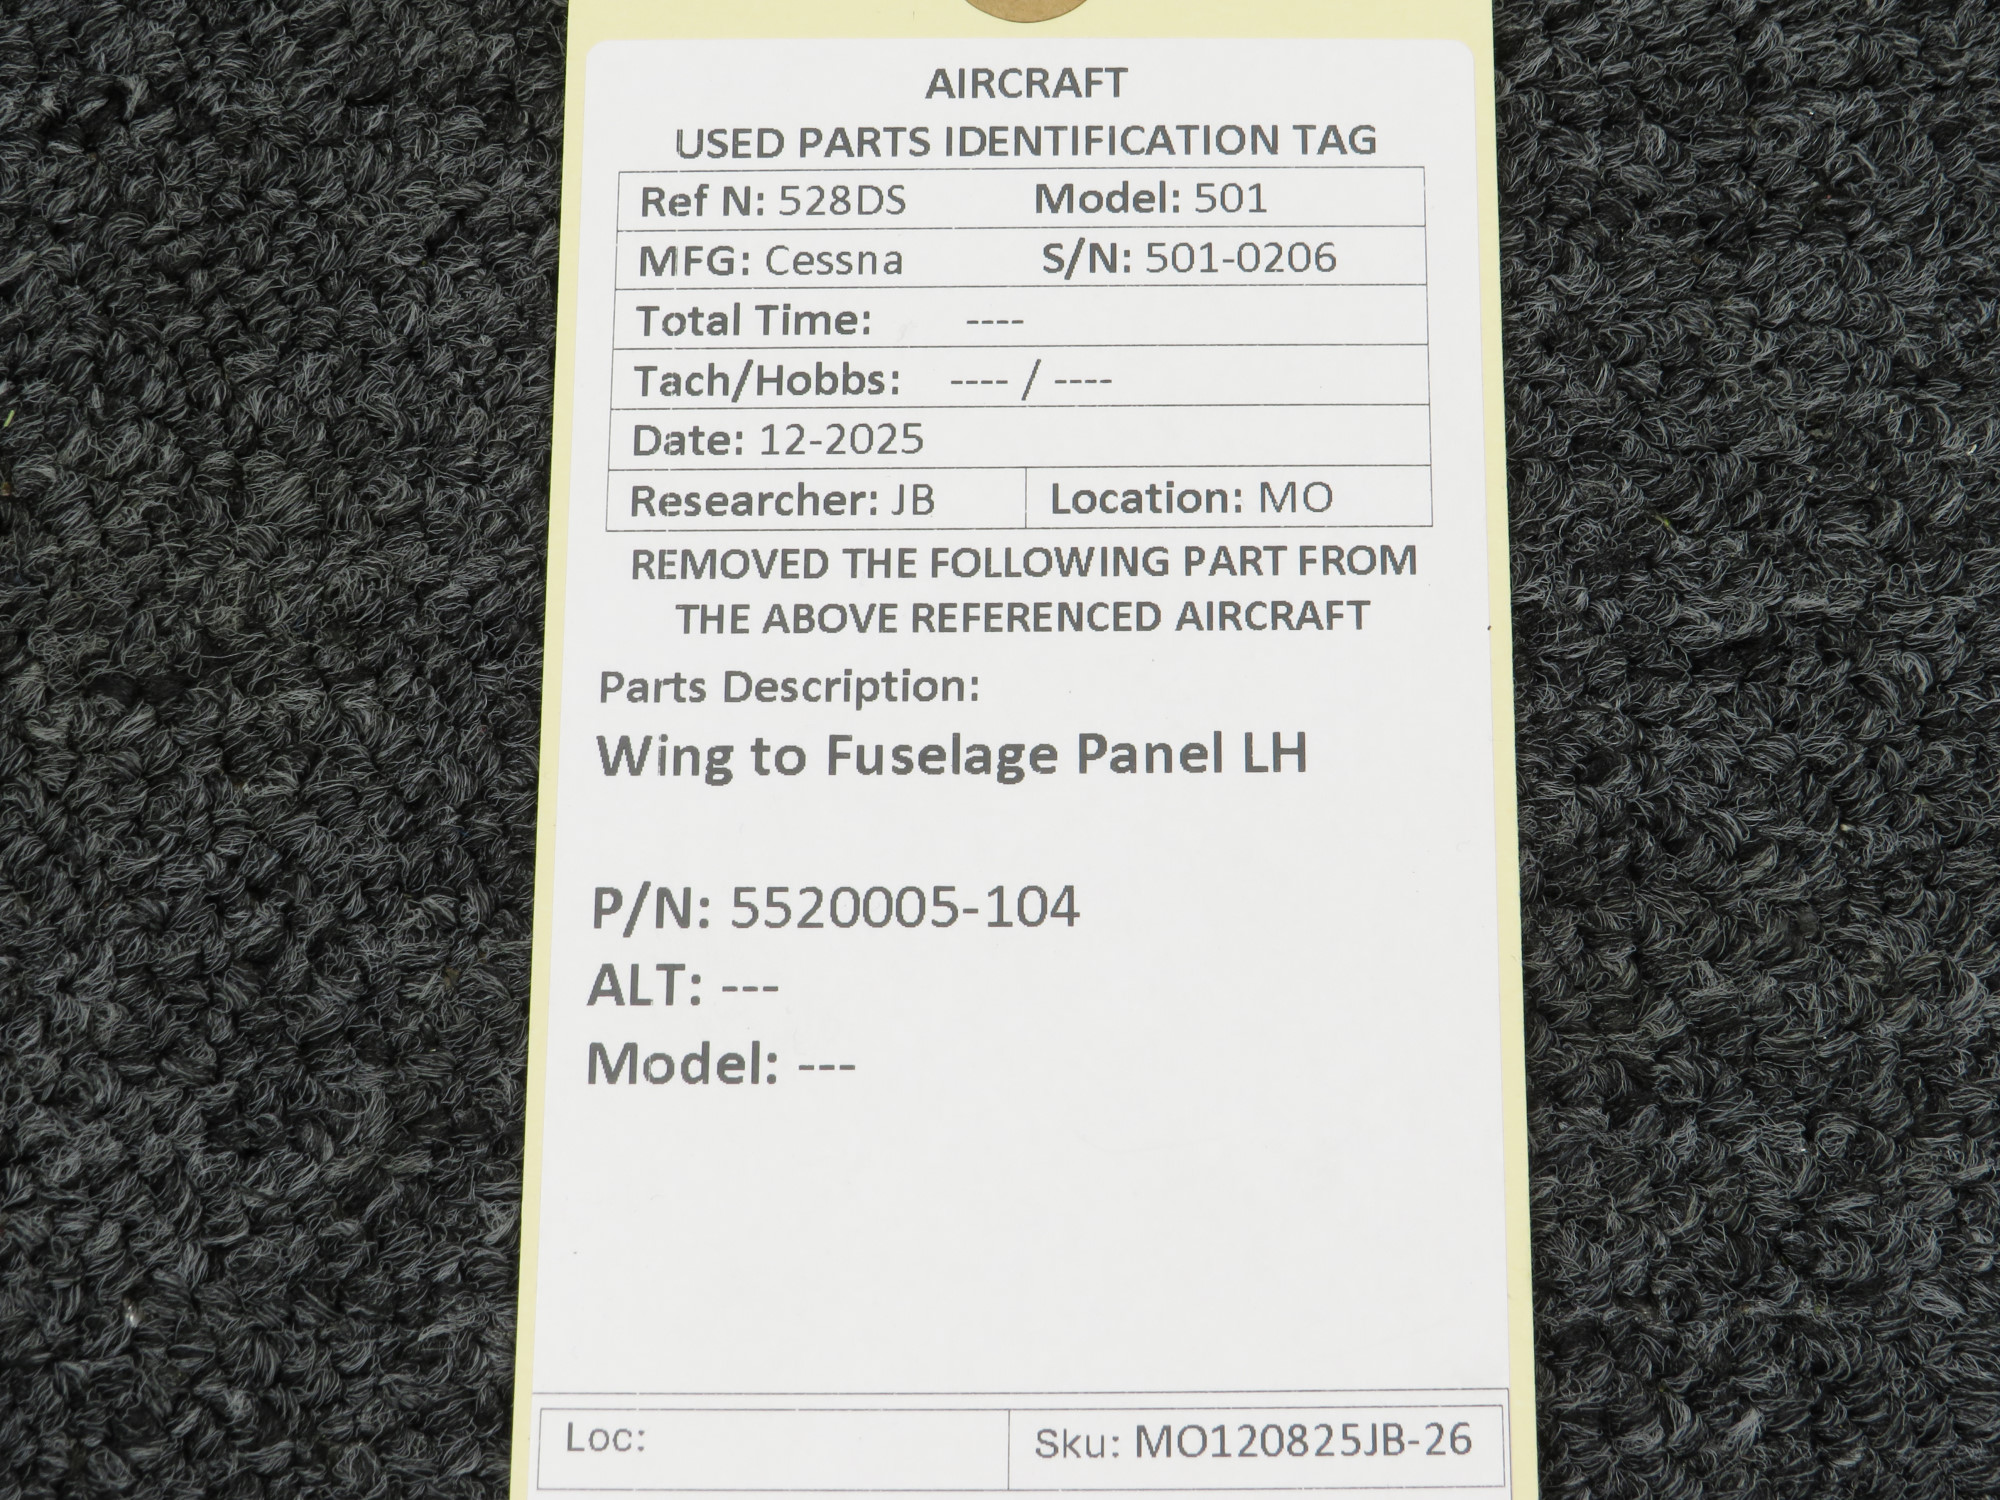 AIRCRAFT
USED PARTS IDENTIFICATION TAG
Ref N: 528DS Model: 501
MFG: Cessna S/N: 501-0206
Total Time: ----
Tach/Hobbs: ---- / ----
Date: 12-2025
Researcher: JB Location: MO
REMOVED THE FOLLOWING PART FROM
THE ABOVE REFERENCED AIRCRAFT
Parts Description:
Wing to Fuselage Panel LH
P/N: 5520005-104
ALT: ---
Model: ---
Loc: Sku: MO120825JB-26